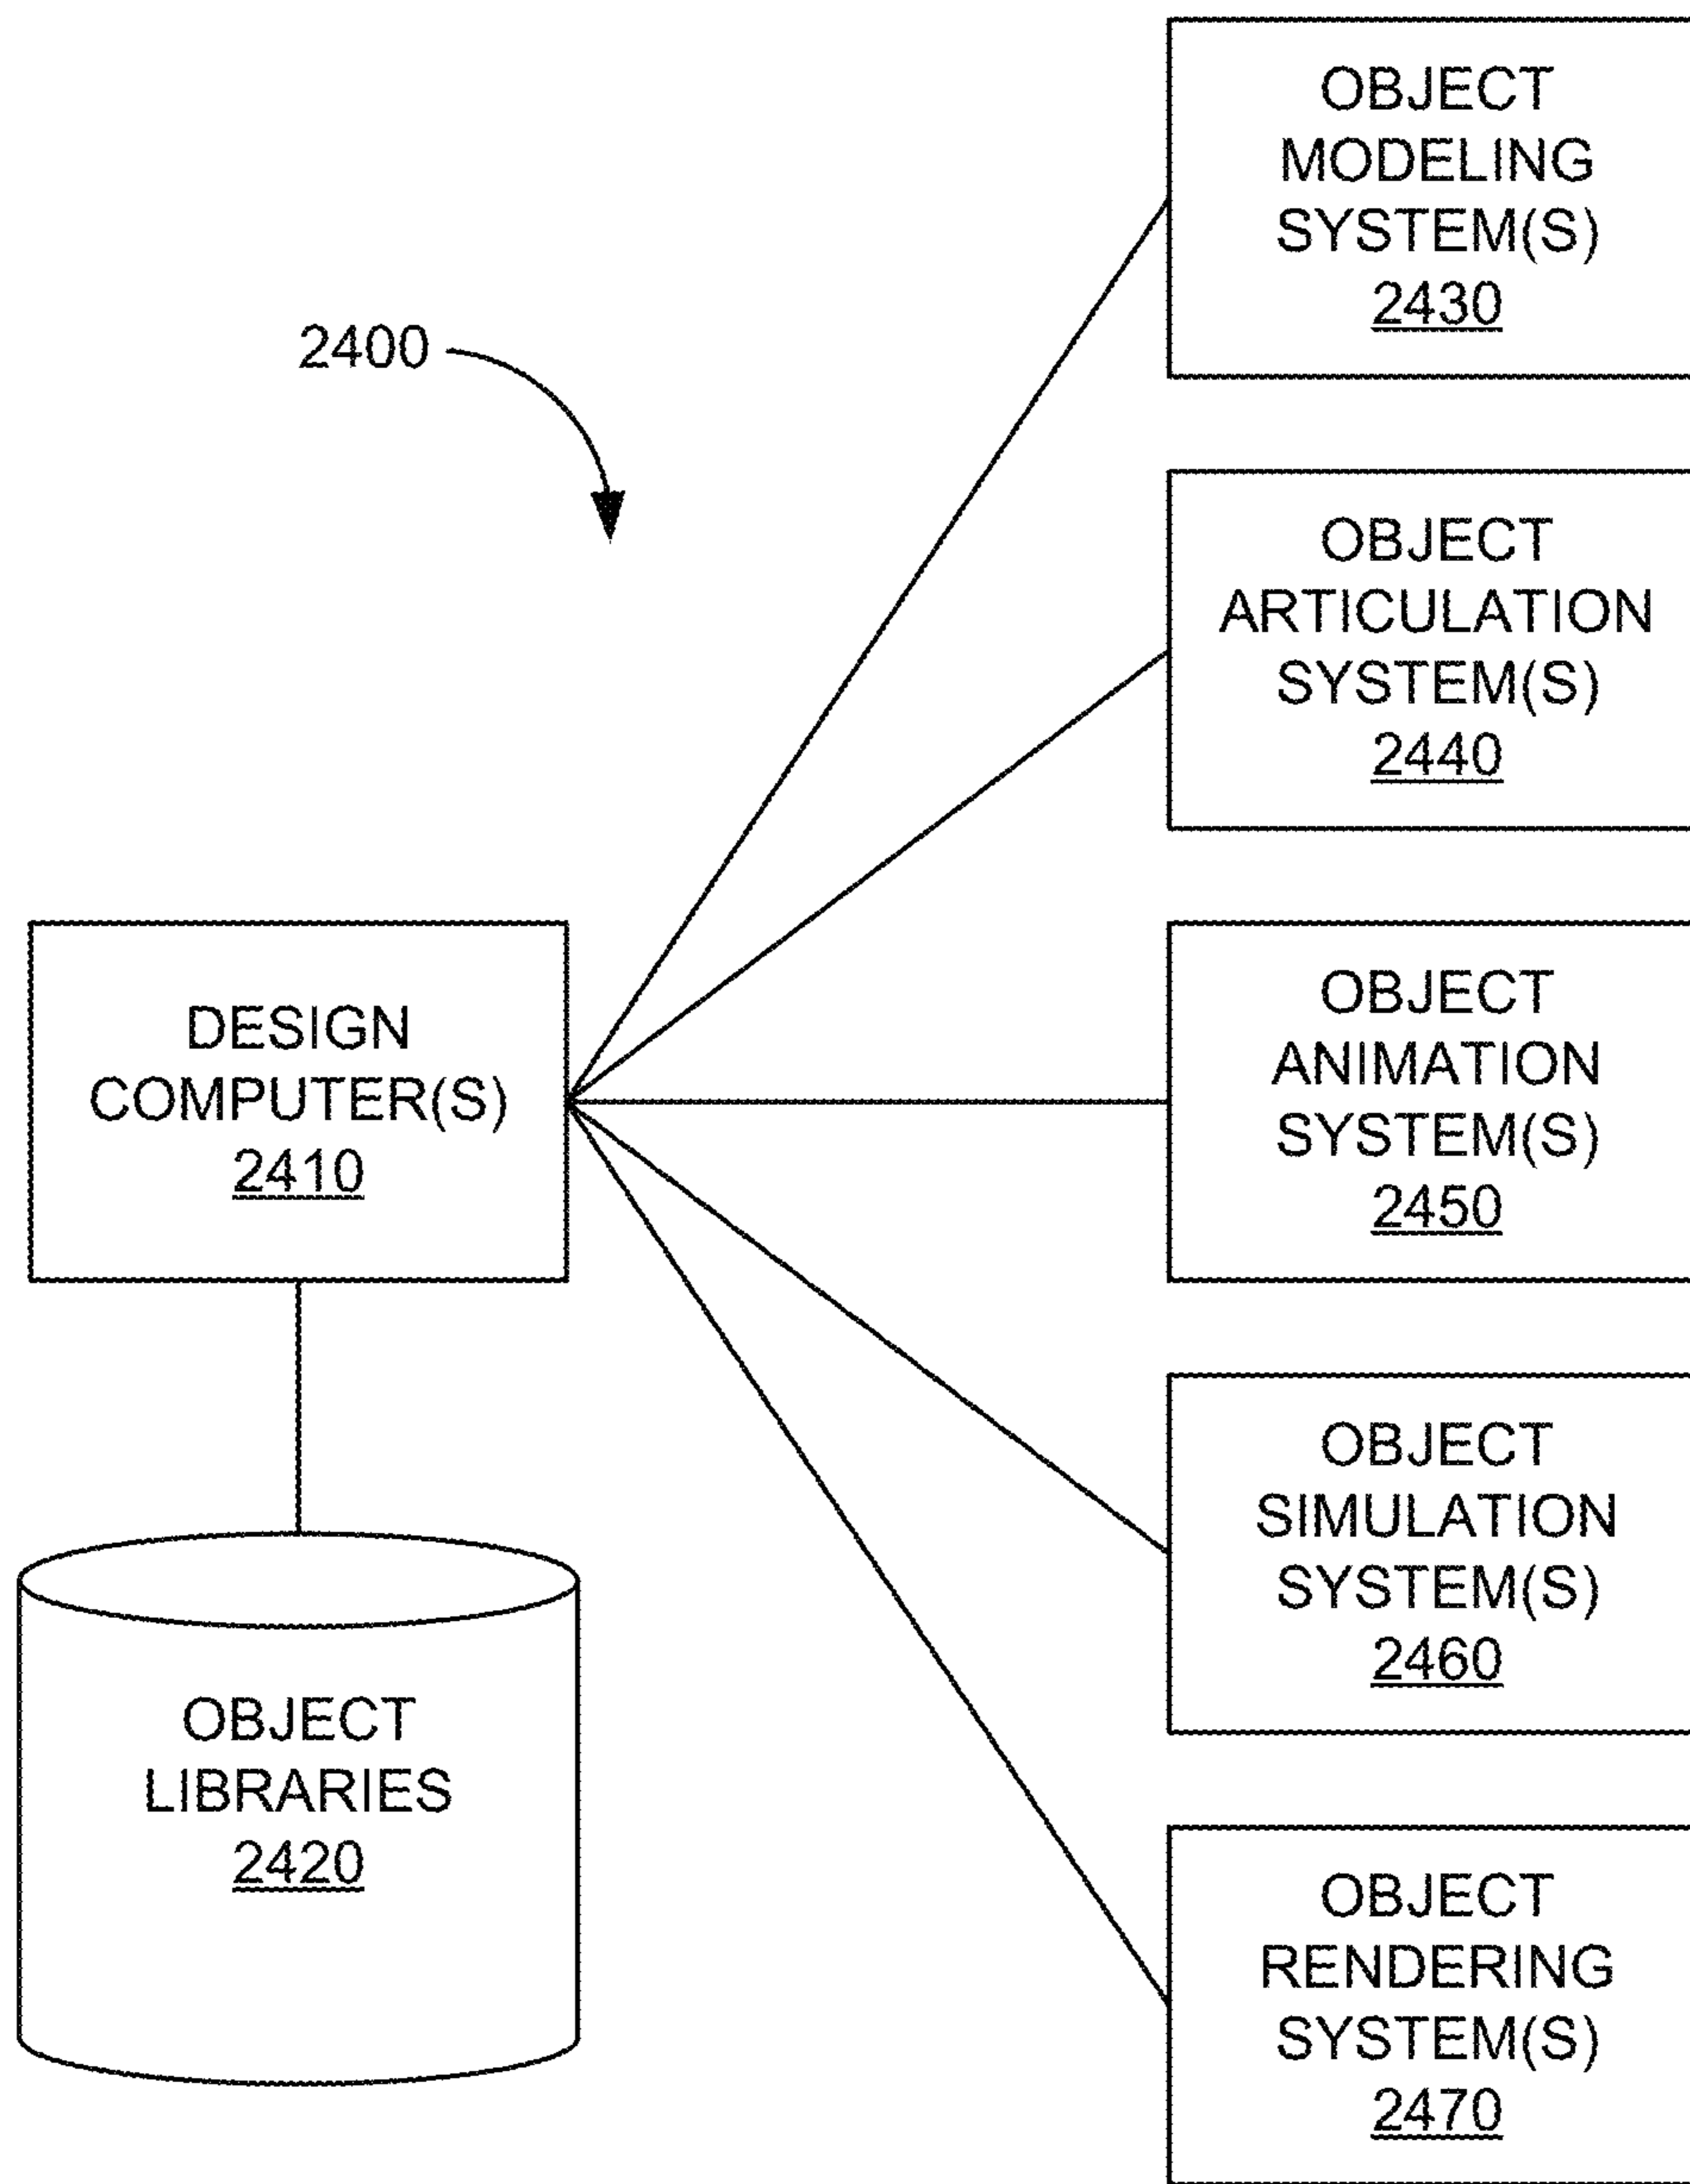 2400
DESIGN
COMPUTER(S)
2410
OBJECT
LIBRARIES
2420
OBJECT
MODELING
SYSTEM(S)
2430
OBJECT
ARTICULATION
SYSTEM(S)
2440
OBJECT
ANIMATION
SYSTEM(S)
2450
OBJECT
SIMULATION
SYSTEM(S)
2460
OBJECT
RENDERING
SYSTEM(S)
2470